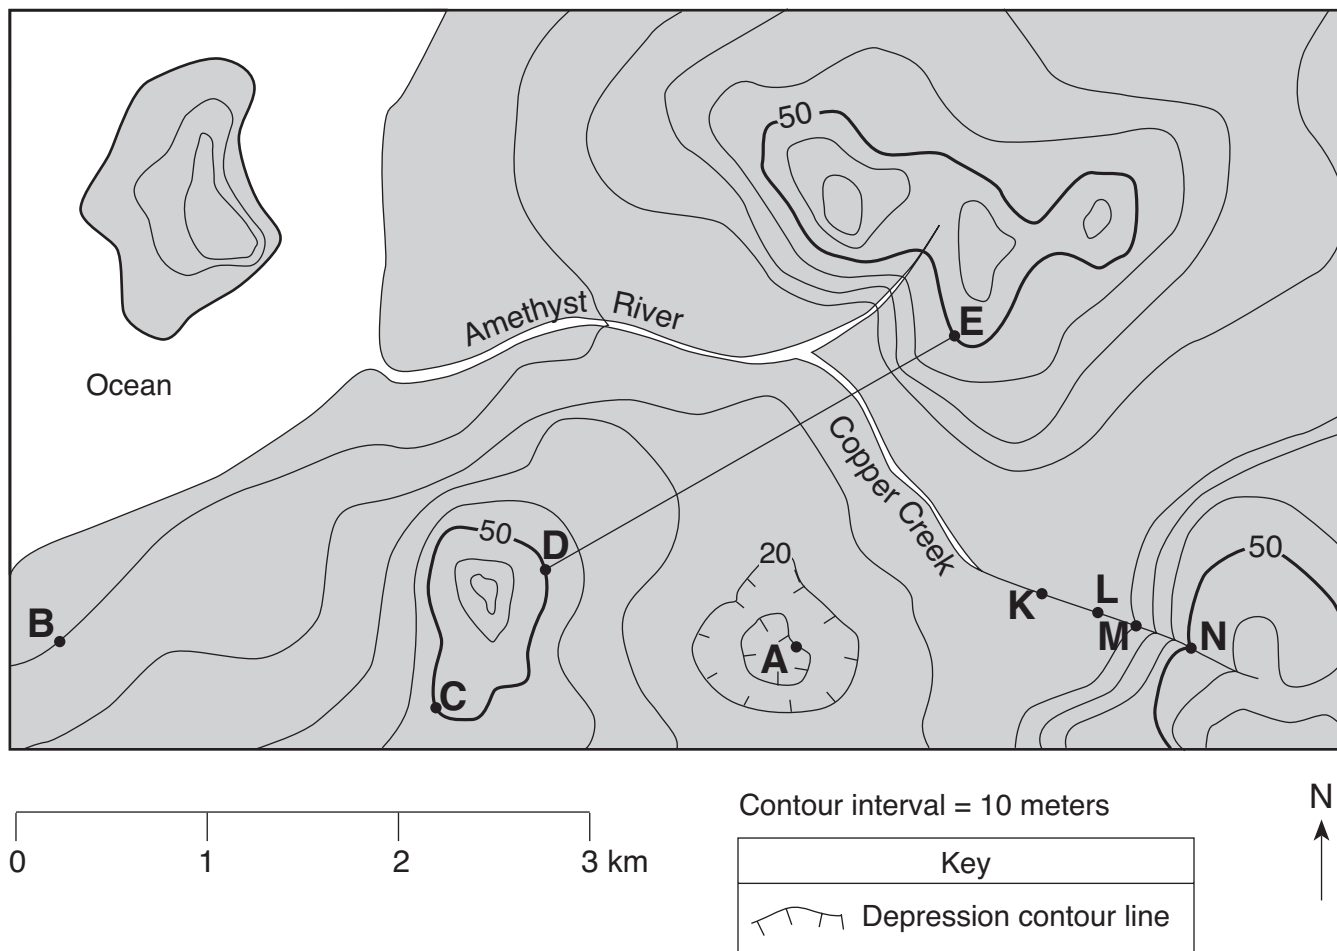 50
Amethyst River
E
Ocean
Copper Creek
50
D
20
50
B
K
L
M
N
A
C
0 1 2 3 km
Contour interval = 10 meters
N
Key
Depression contour line